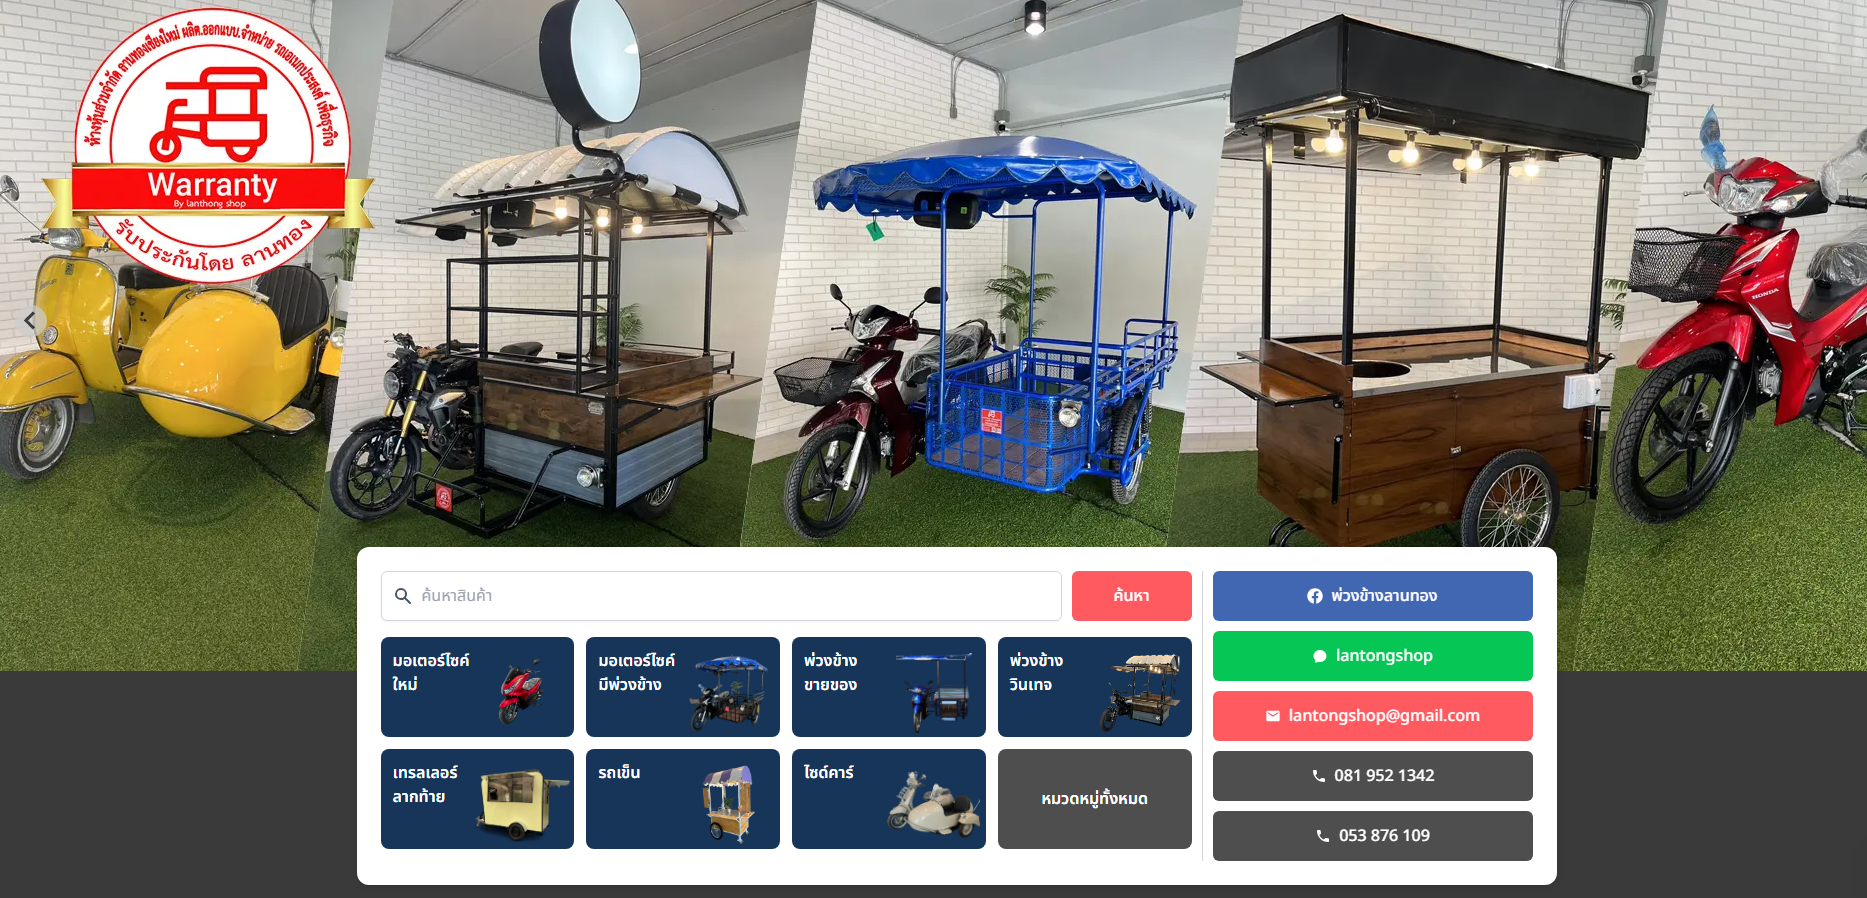 ห้างหุ้นส่วนจำกัด ลานทองเชียงใหม่ ผลิต.ออกแบบ.จำหน่าย รถเอนกประสงค์ เพื่อธุรกิจ
Warranty
By lanthong shop
รับประกันโดย ลานทอง
HONDA
ค้นหาสินค้า
ค้นหา
มอเตอร์ไซค์
ใหม่
มอเตอร์ไซค์
มีพ่วงข้าง
พ่วงข้าง
ขายของ
พ่วงข้าง
วินเทจ
เทรลเลอร์
ลากท้าย
รถเข็น
ไซด์คาร์
หมวดหมู่ทั้งหมด
พ่วงข้างลานทอง
lantongshop
lantongshop@gmail.com
081 952 1342
053 876 109